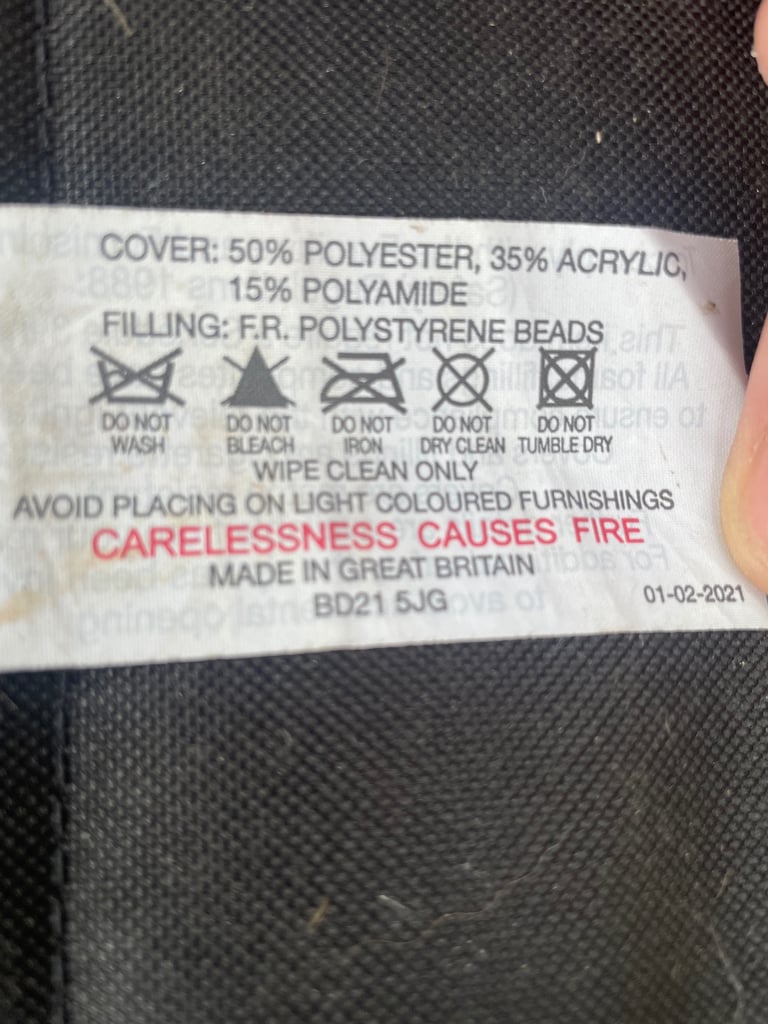 COVER: 50% POLYESTER, 35% ACRYLIC,
15% POLYAMIDE
FILLING: F.R. POLYSTYRENE BEADS
DO NOT WASH
DO NOT BLEACH
DO NOT IRON
DO NOT DRY CLEAN
DO NOT TUMBLE DRY
WIPE CLEAN ONLY
AVOID PLACING ON LIGHT COLOURED FURNISHINGS
CARELESSNESS CAUSES FIRE
MADE IN GREAT BRITAIN
BD21 5JG
01-02-2021